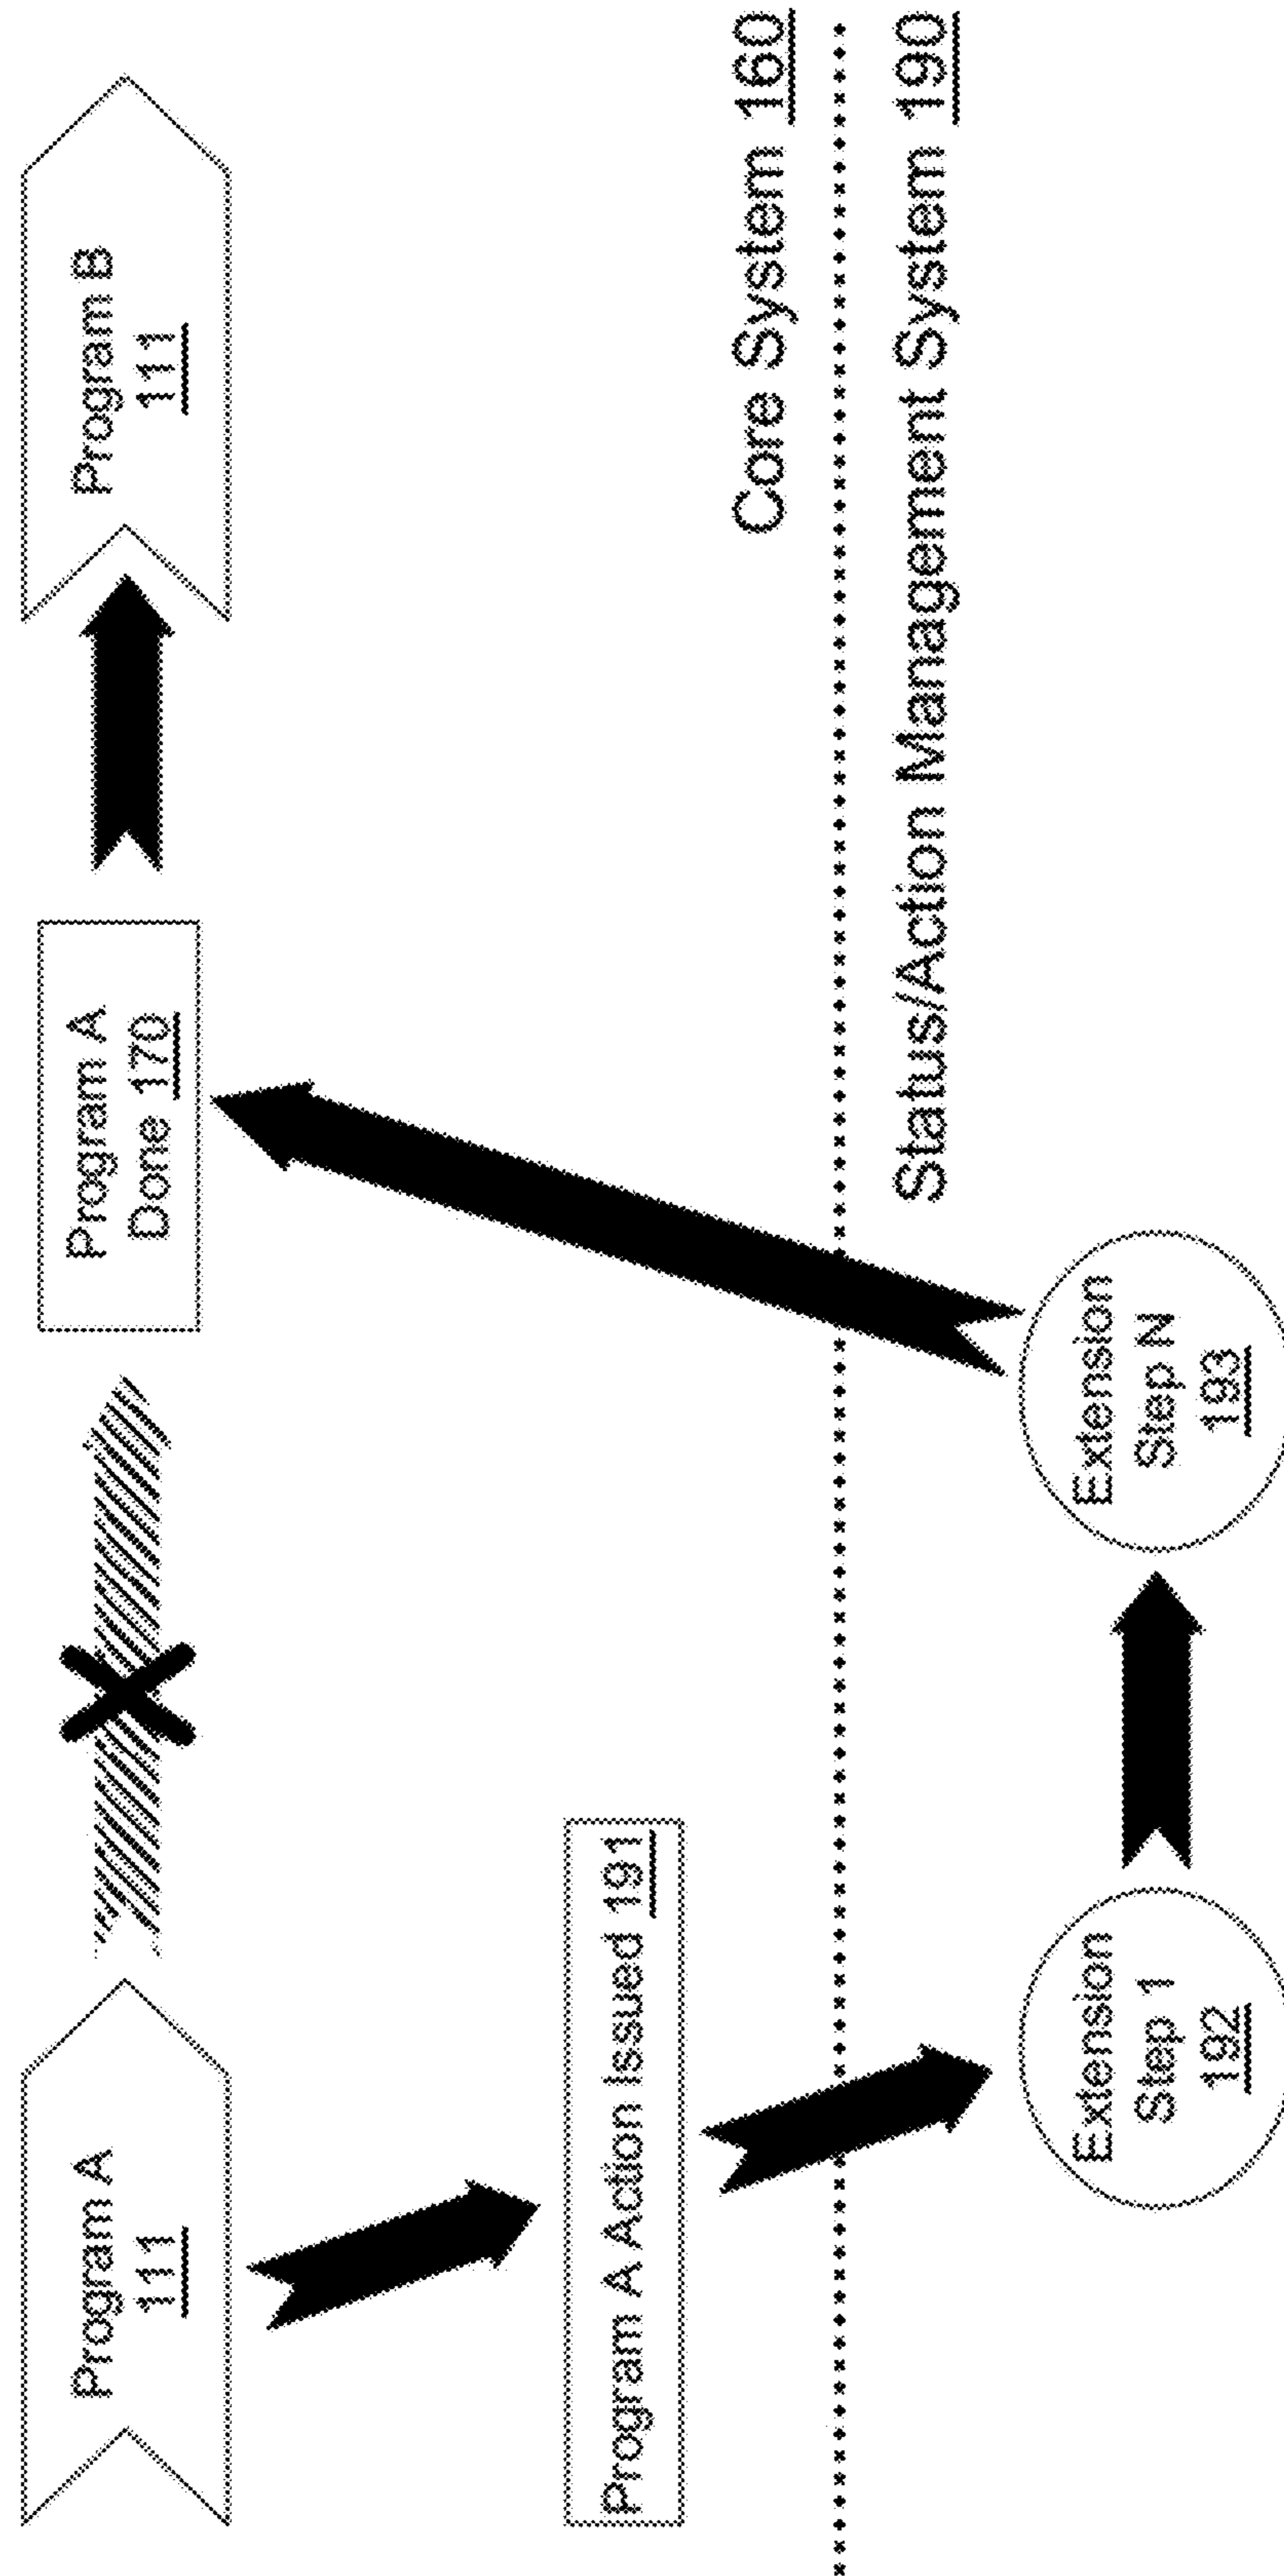 Program A
111
Program A
Done 170
Program B
111
Program A Action issued 191
Core System 160
Status/Action Management System 190
Extension
Step 1
192
Extension
Step N
193